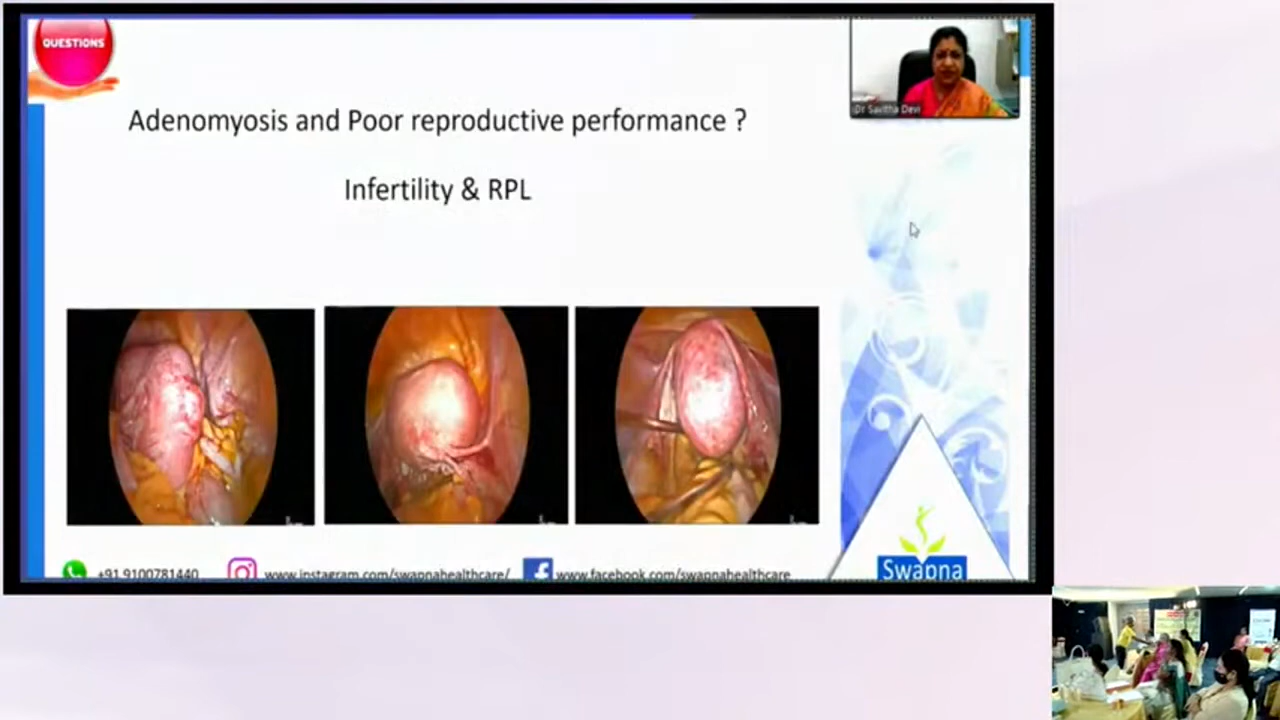 QUESTIONS
Dr Savitha Devi
Adenomyosis and Poor reproductive performance ?
Infertility & RPL
+91 9100781440
www.instagram.com/swapnahealthcare/
www.facebook.com/swapnahealthcare
Swapna